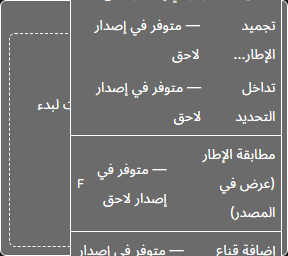 تجميد — متوفر في إصدار
الإطار... لاحق
تداخل — متوفر في إصدار
التحديد لاحق
ت لبدء
مطابقة الإطار
(عرض في — متوفر في F
المصدر) إصدار لاحق
إضافة قناع — متوفر في إصدار